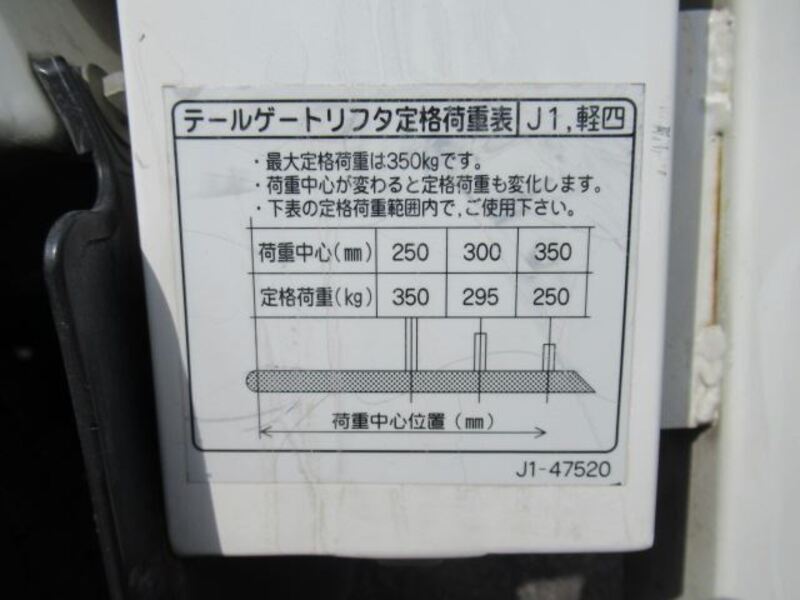 テールゲートリフタ定格荷重表 J1,軽四
・最大定格荷重は350kgです。
・荷重中心が変わると定格荷重も変化します。
・下表の定格荷重範囲内で,ご使用下さい。
荷重中心(mm) 250 300 350
定格荷重(kg) 350 295 250
荷重中心位置(mm)
J1-47520